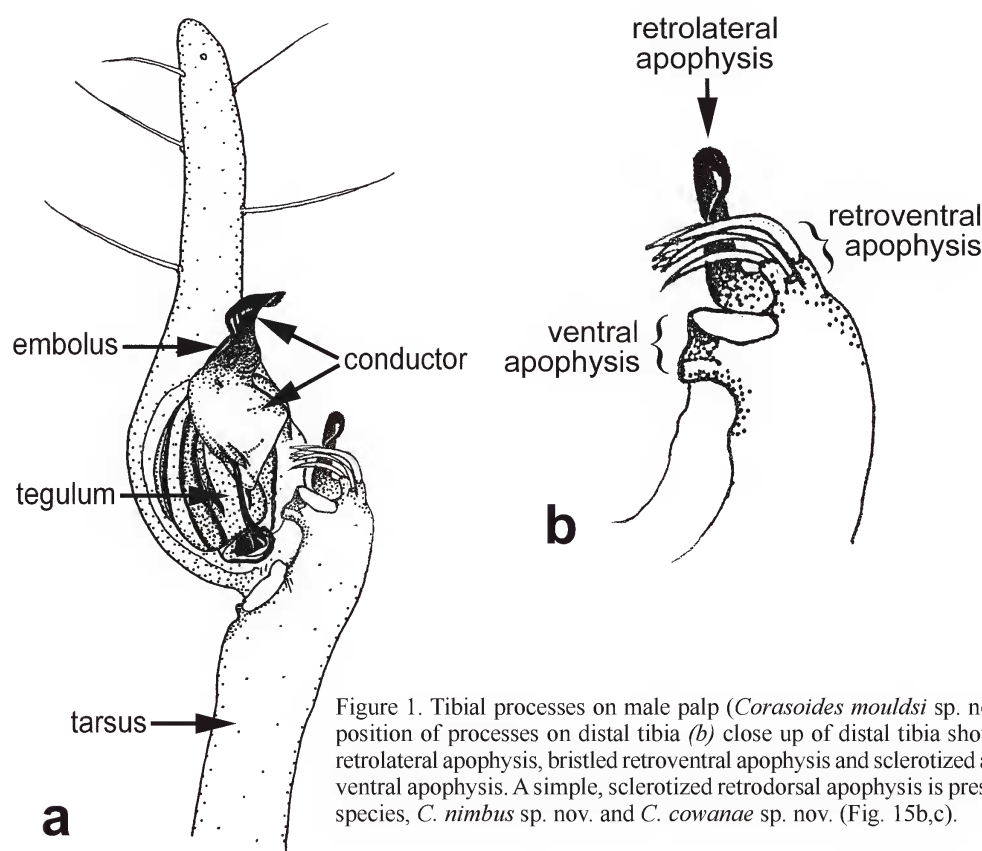 retrolateral
apophysis
retroventral
apophysis
embolus
conductor
ventral
apophysis
tegulum
b
tarsus
a
Figure 1. Tibial processes on male palp (Corasoides mouldsi sp. no
position of processes on distal tibia (b) close up of distal tibia sho
retrolateral apophysis, bristled retroventral apophysis and sclerotized a
ventral apophysis. A simple, sclerotized retrodorsal apophysis is pres
species, C. nimbus sp. nov. and C. cowanae sp. nov. (Fig. 15b,c).